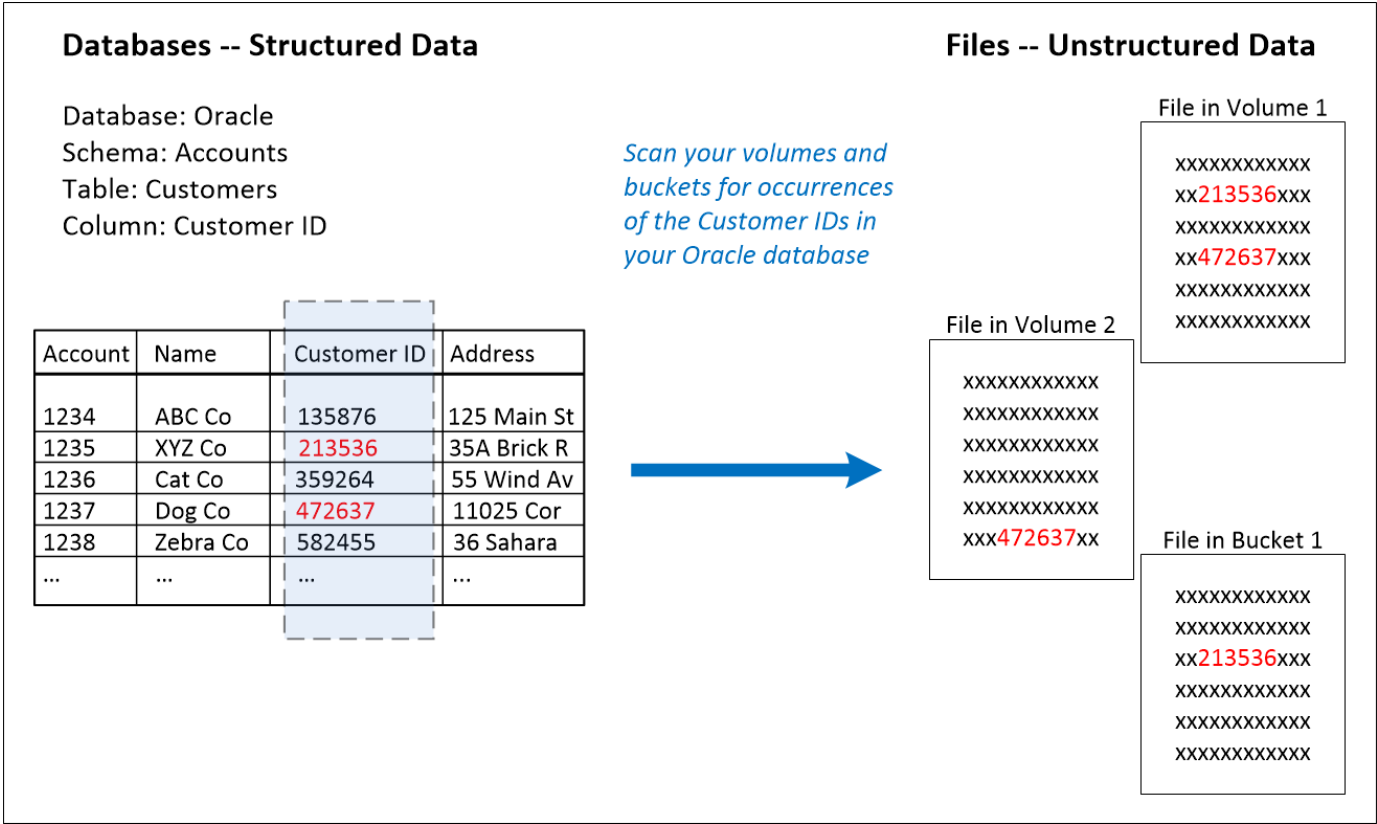 Databases -- Structured Data
Database: Oracle
Schema: Accounts
Table: Customers
Column: Customer ID
Scan your volumes and
buckets for occurrences
of the Customer IDs in
your Oracle database
Account Name Customer ID Address
1234 ABC Co 135876 125 Main St
1235 XYZ Co 213536 35A Brick R
1236 Cat Co 359264 55 Wind Av
1237 Dog Co 472637 11025 Cor
1238 Zebra Co 582455 36 Sahara
... ... ... ...
Files -- Unstructured Data
File in Volume 1
xxxxxxxxxxxx
xx213536xxx
xxxxxxxxxxxx
xx472637xxx
xxxxxxxxxxxx
xxxxxxxxxxxx
File in Volume 2
xxxxxxxxxxxx
xxxxxxxxxxxx
xxxxxxxxxxxx
xxxxxxxxxxxx
xxxxxxxxxxxx
xxx472637xx
File in Bucket 1
xxxxxxxxxxxx
xxxxxxxxxxxx
xx213536xxx
xxxxxxxxxxxx
xxxxxxxxxxxx
xxxxxxxxxxxx